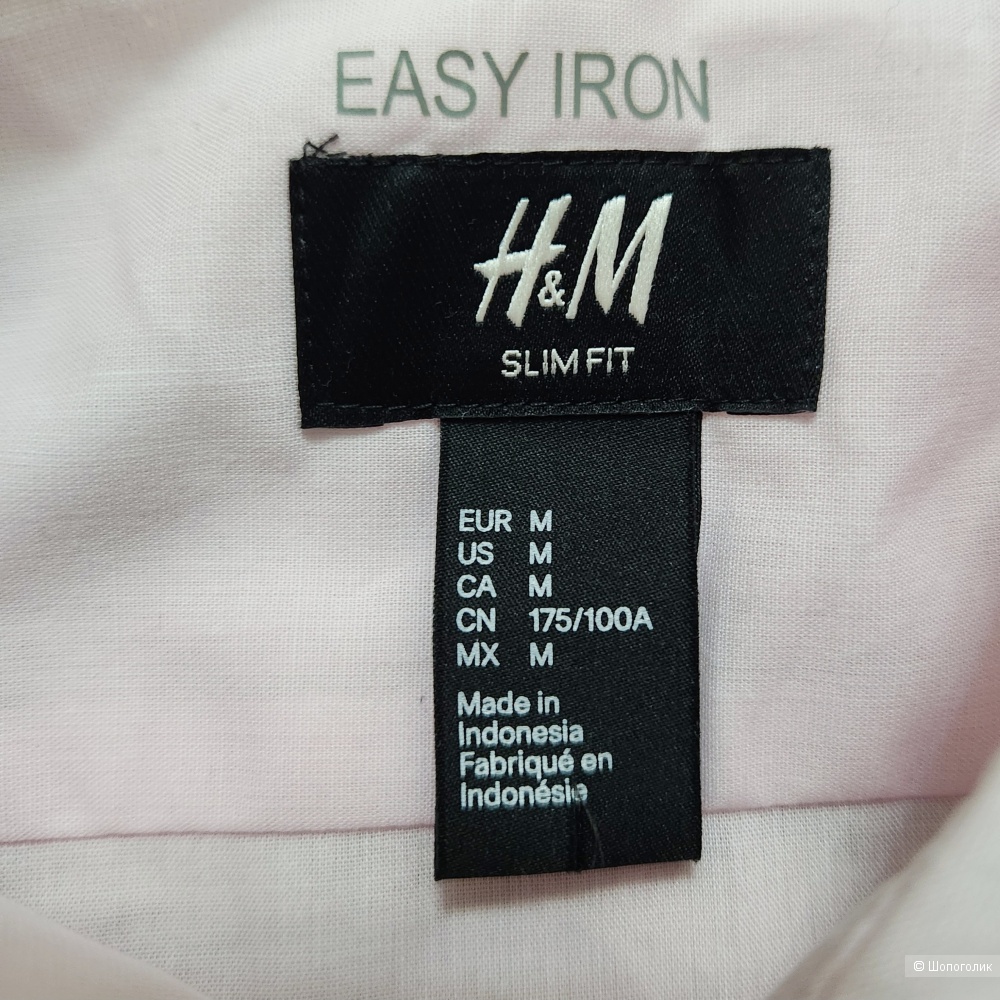 EASY IRON
H&M
SLIM FIT
EUR M
US M
CA M
CN 175/100A
MX M
Made in
Indonesia
Fabriqué en
Indonésie
© Шопоголик